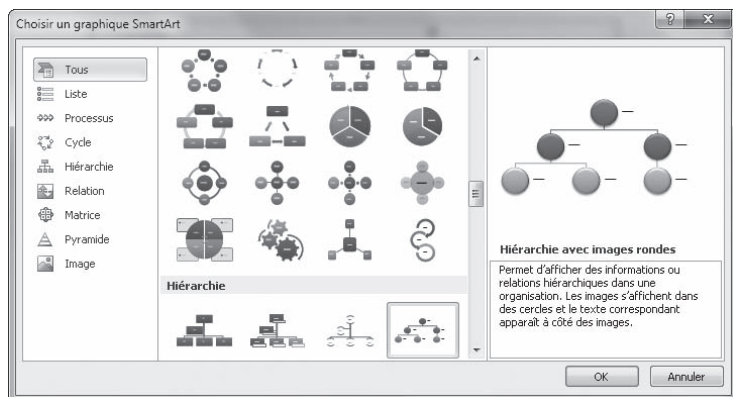 Choisir un graphique SmartArt
Tous
Liste
Processus
Cycle
Hiérarchie
Relation
Matrice
Pyramide
Image
Hiérarchie
Hiérarchie avec images rondes
Permet d'afficher des informations ou
relations hiérarchiques dans une
organisation. Les images s'affichent dans
des cercles et le texte correspondant
apparaît à côté des images.
OK
Annuler